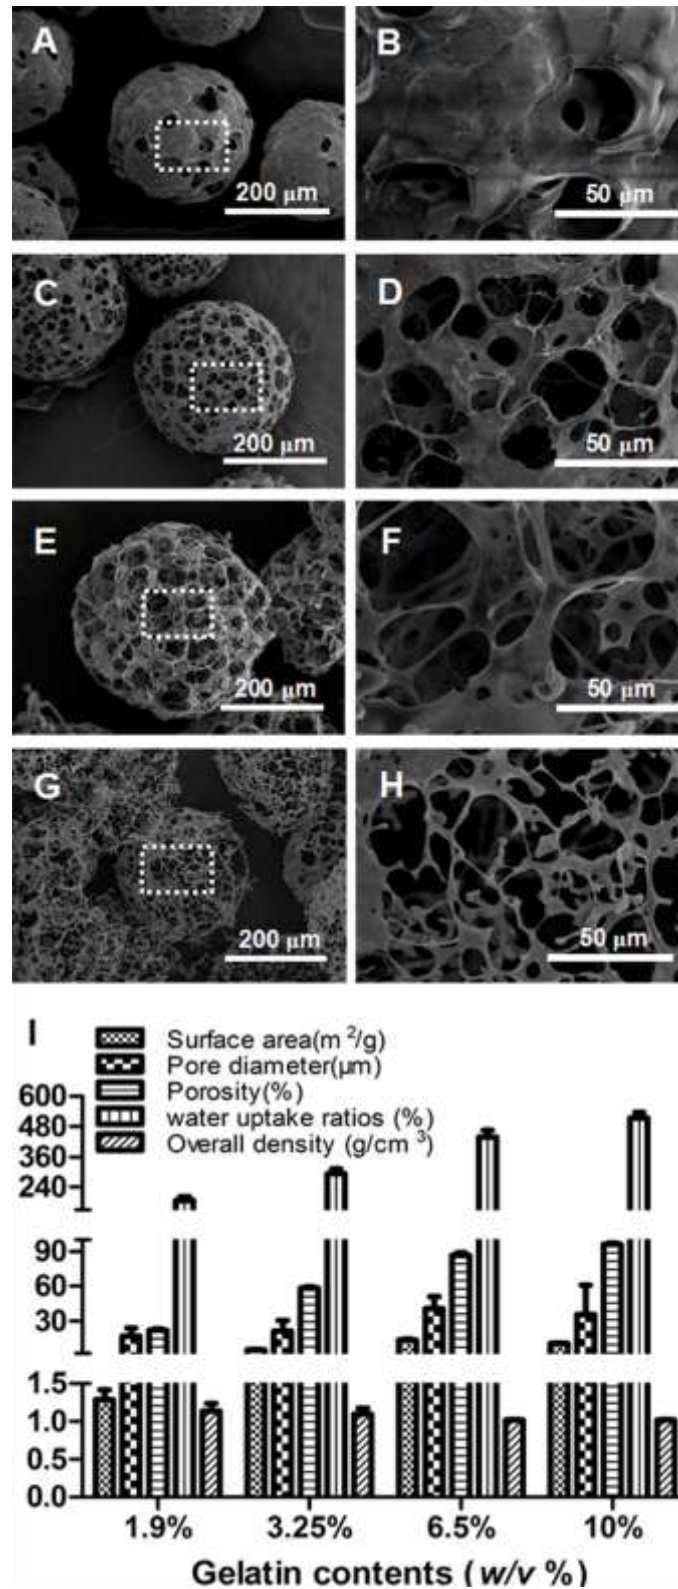 A
B
200 μm
50 μm
C
D
200 μm
50 μm
E
F
200 μm
50 μm
G
H
200 μm
50 μm
I
Surface area(m²/g)
Pore diameter(μm)
Porosity(%)
water uptake ratios (%)
Overall density (g/cm³)
600
480
360
240
90
60
30
1.5
1.0
0.5
0.0
1.9% 3.25% 6.5% 10%
Gelatin contents (w/v %)